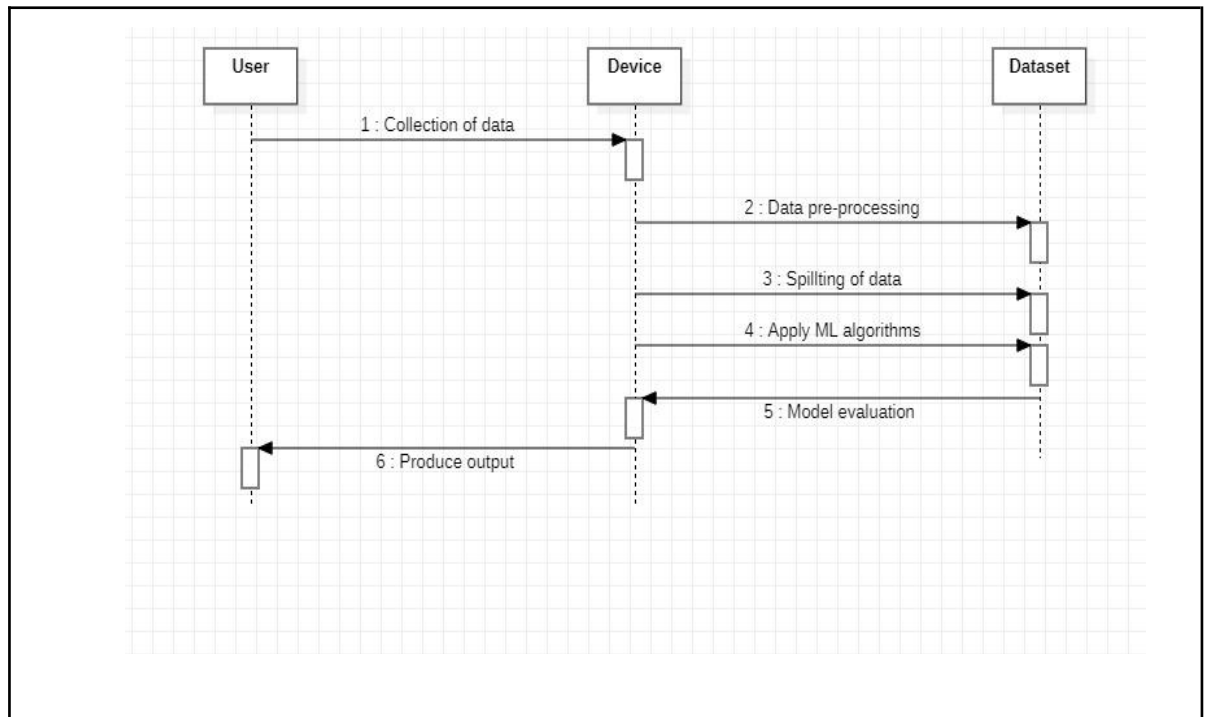 User
Device
Dataset
1 : Collection of data
2 : Data pre-processing
3 : Spillting of data
4 : Apply ML algorithms
5 : Model evaluation
6 : Produce output